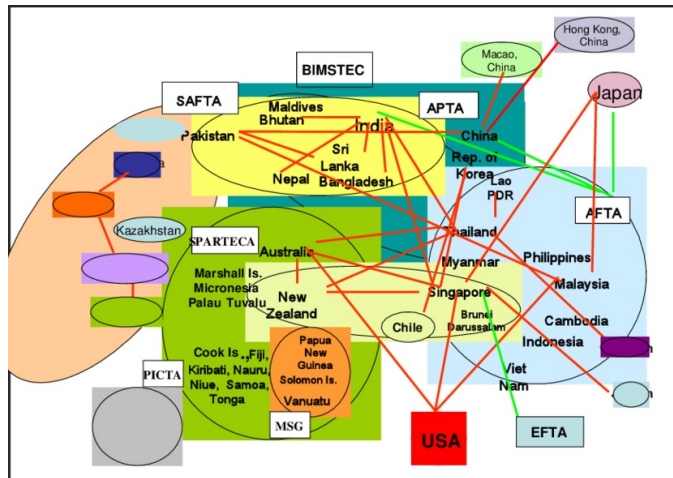 Hong Kong,
China
Macao,
China
BIMSTEC
Japan
SAFTA
Maldives
Bhutan
APTA
India
Pakistan
China
Sri
Lanka
Rep. of
Korea
Nepal
Bangladesh
Lao
PDR
AFTA
Kazakhstan
SPARTECA
Australia
Thailand
Philippines
Myanmar
Malaysia
Marshall Is.
Micronesia
Palau Tuvalu
New
Zealand
Singapore
Chile
Brunei
Darussalam
Cambodia
Indonesia
Papua
New
Guinea
Solomon Is.
Vanuatu
Cook Is., Fiji,
Kiribati, Nauru,
Niue, Samoa,
Tonga
PICTA
Viet
Nam
MSG
USA
EFTA